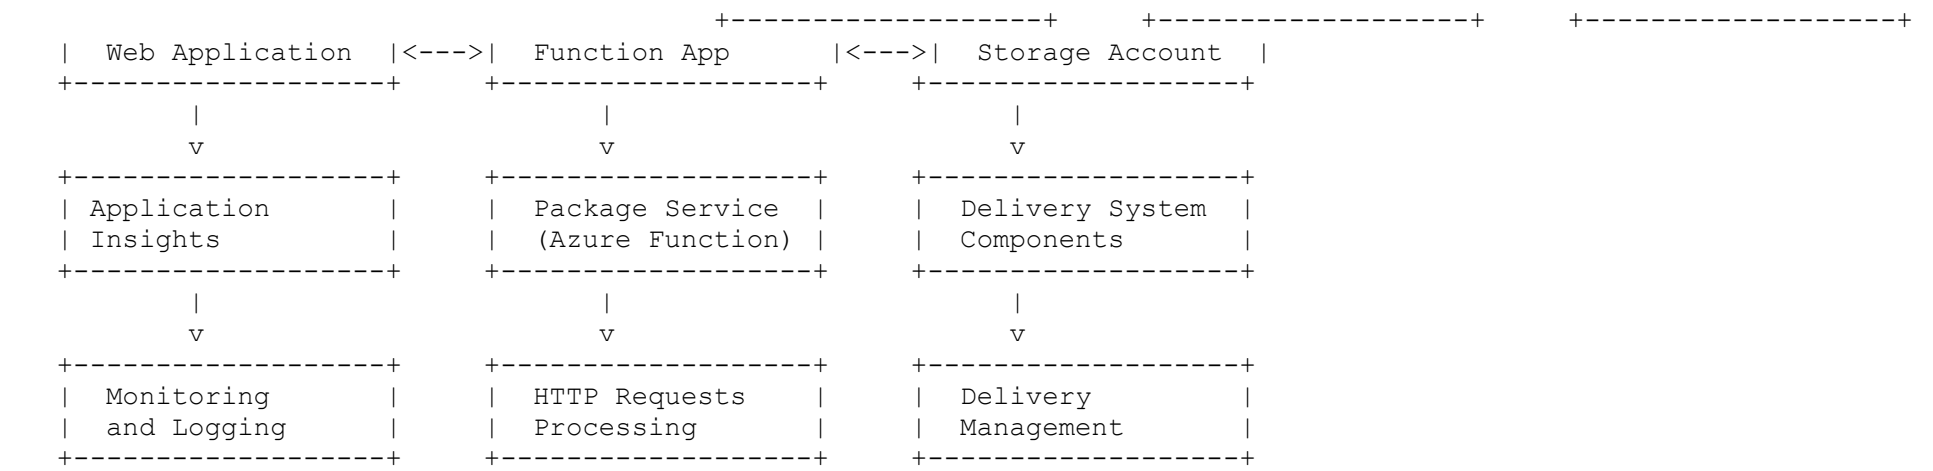 +-------------------+ +-------------------+ +-------------------+
| Web Application |<--->| Function App |<--->| Storage Account |
+-------------------+ +-------------------+ +-------------------+
| | |
v v v
+-------------------+ +-------------------+ +-------------------+
| Application | | Package Service | | Delivery System |
| Insights | | (Azure Function) | | Components |
+-------------------+ +-------------------+ +-------------------+
| | |
v v v
+-------------------+ +-------------------+ +-------------------+
| Monitoring | | HTTP Requests | | Delivery |
| and Logging | | Processing | | Management |
+-------------------+ +-------------------+ +-------------------+